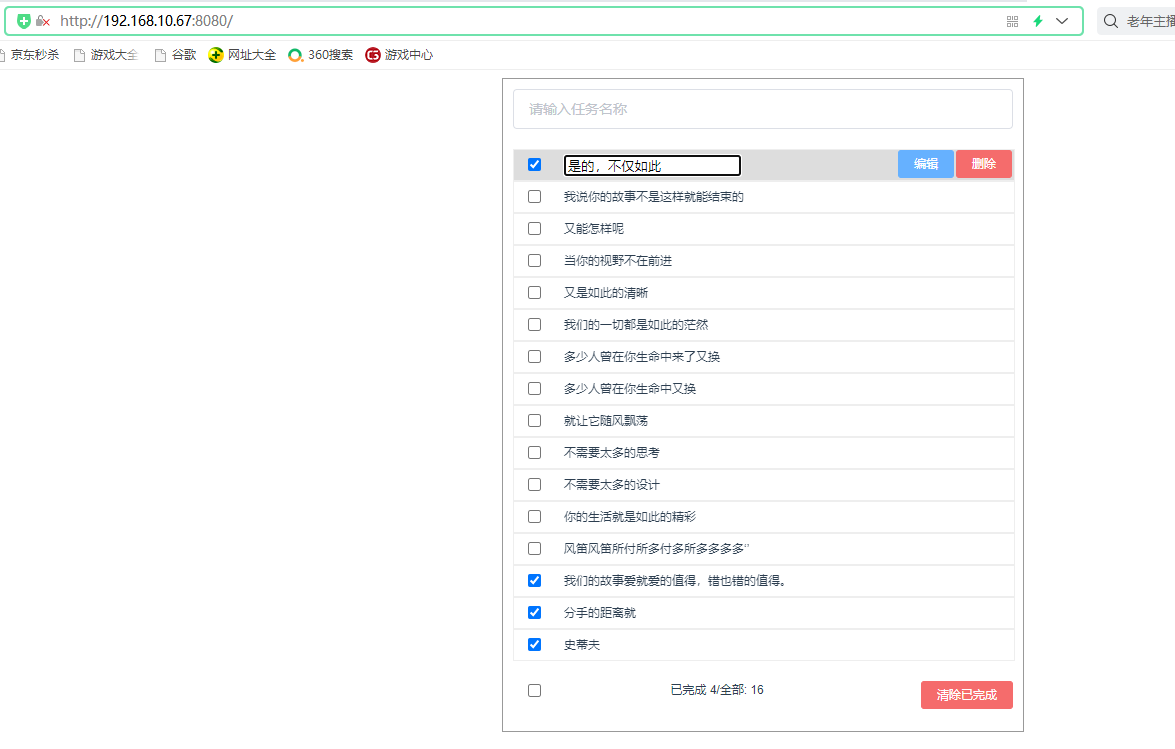 http://192.168.10.67:8080/
老年主播
京东秒杀 游戏大全 谷歌 网址大全 360搜索 游戏中心
请输入任务名称
是的，不仅如此 编辑 删除
我说你的故事不是这样就能结束的
又能怎样呢
当你的视野不在前进
又是如此的清晰
我们的一切都是如此的茫然
多少人曾在你生命中来了又换
多少人曾在你生命中又换
就让它随风飘荡
不需要太多的思考
不需要太多的设计
你的生活就是如此的精彩
风笛风笛所付所多付多所多多多多”
我们的故事爱就爱的值得，错也错的值得。
分手的距离就
史蒂夫
已完成 4/全部: 16 清除已完成